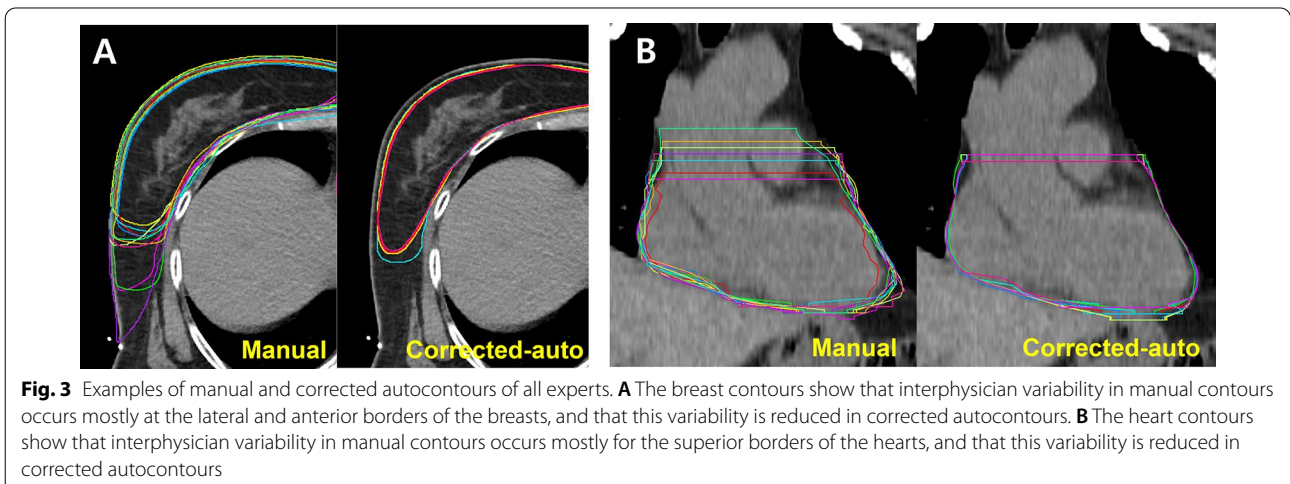 A
B
Manual
Corrected-auto
Manual
Corrected-auto
Fig. 3 Examples of manual and corrected autocontours of all experts. A The breast contours show that interphysician variability in manual contours
occurs mostly at the lateral and anterior borders of the breasts, and that this variability is reduced in corrected autocontours. B The heart contours
show that interphysician variability in manual contours occurs mostly for the superior borders of the hearts, and that this variability is reduced in
corrected autocontours